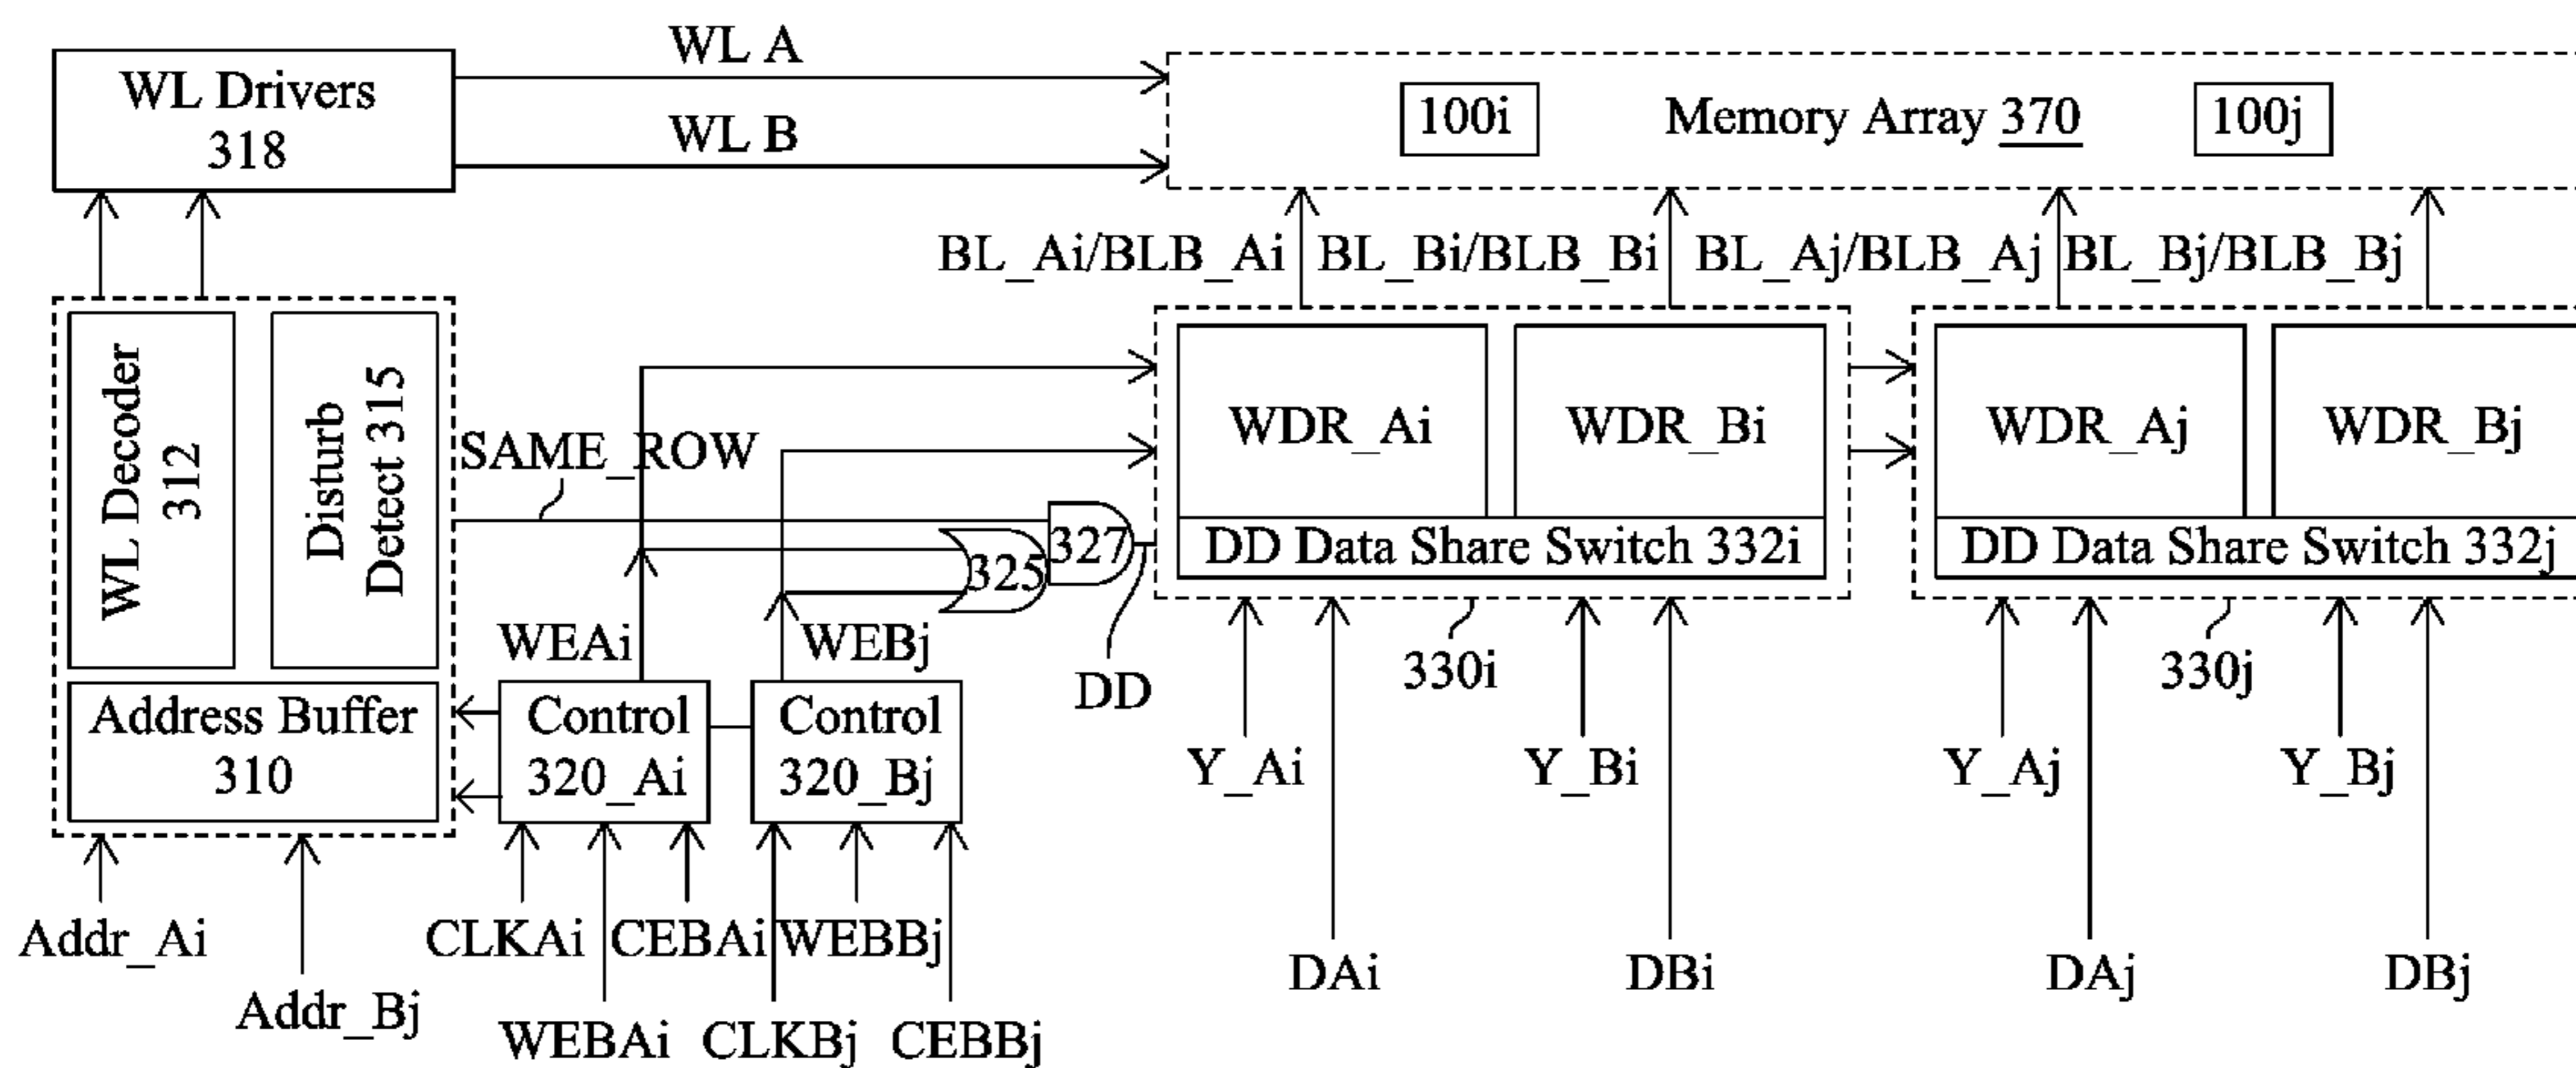 WL A
WL Drivers
318
WL B
100i
Memory Array 370
100j
BL_Ai/BLB_Ai
BL_Bi/BLB_Bi
BL_Aj/BLB_Aj
BL_Bj/BLB_Bj
WL Decoder
312
Disturb
Detect 315
SAME_ROW
WDR_Ai
WDR_Bi
WDR_Aj
WDR_Bj
325
327
DD Data Share Switch 332i
DD Data Share Switch 332j
WEAi
WEBj
DD
330i
330j
Address Buffer
310
Control
320_Ai
Control
320_Bj
Y_Ai
Y_Bi
Y_Aj
Y_Bj
Addr_Ai
Addr_Bj
CLKAi
CEBAi
WEBBj
WEBAi
CLKBj
CEBBj
DAi
DBi
DAj
DBj